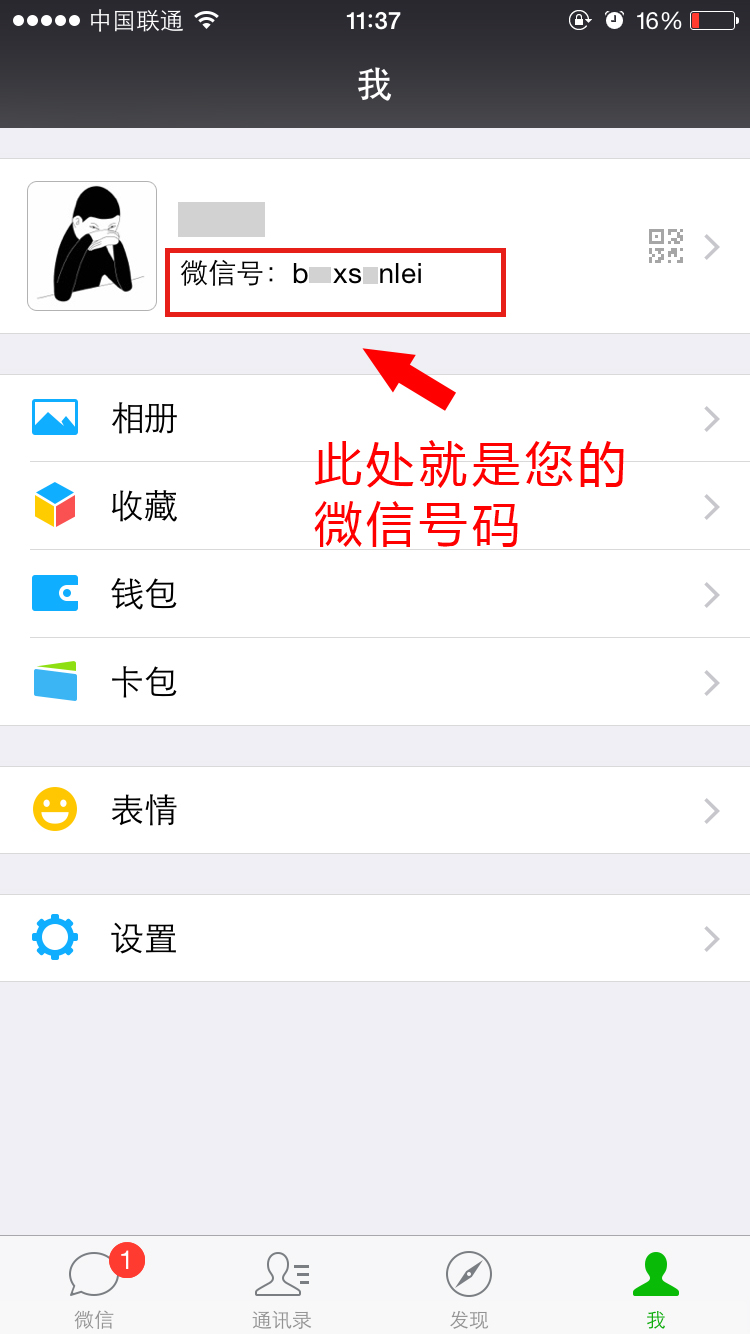 中国联通 11:37 16%
我
微信号: b xs nlei
相册
此处就是您的
微信号码
收藏
钱包
卡包
表情
设置
1
微信 通讯录 发现 我